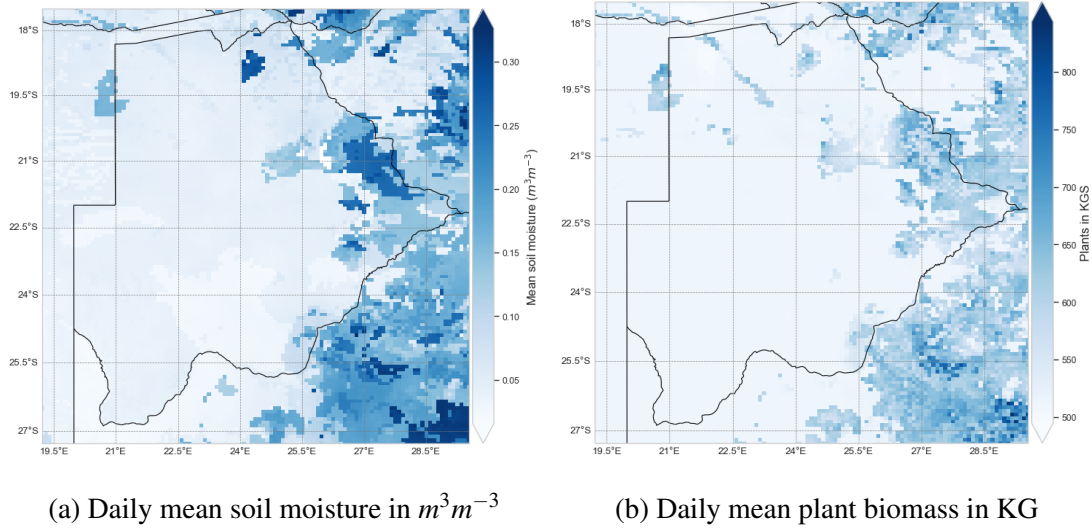 18°S
19.5°S
21°S
22.5°S
24°S
25.5°S
27°S
19.5°E
21°E
22.5°E
24°E
25.5°E
27°E
28.5°E
0.30
0.25
0.20
0.15
0.10
0.05
Mean soil moisture (m³m⁻³)
18°S
19.5°S
21°S
22.5°S
24°S
25.5°S
27°S
19.5°E
21°E
22.5°E
24°E
25.5°E
27°E
28.5°E
800
750
700
650
600
550
500
Plants in KGS
(a) Daily mean soil moisture in m³m⁻³
(b) Daily mean plant biomass in KG